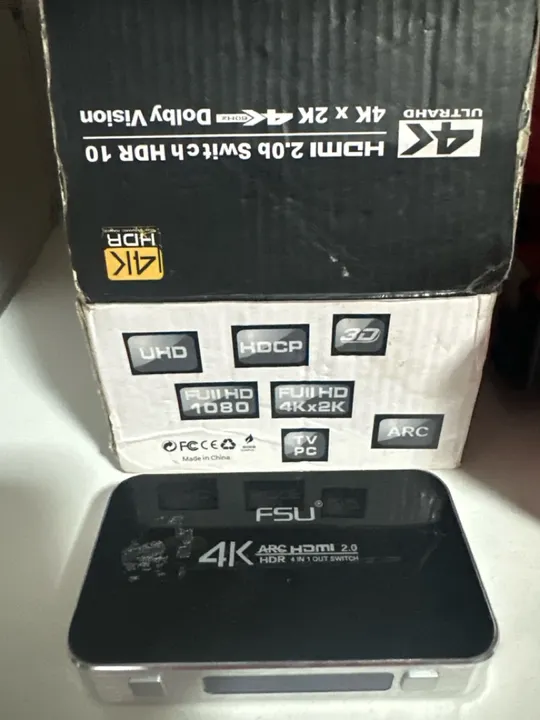 4K ULTRAHD
HDMI 2.0b Switch HDR 10
4K x 2K 4K 60Hz Dolby Vision
4K
HDR
UHD
HDCP
3D
FUll HD
1080
FUll HD
4Kx2K
TV
PC
ARC
FC CE
Made in China
FSU®
4K ARC HDMI 2.0
HDR 4 IN 1 OUT SWITCH